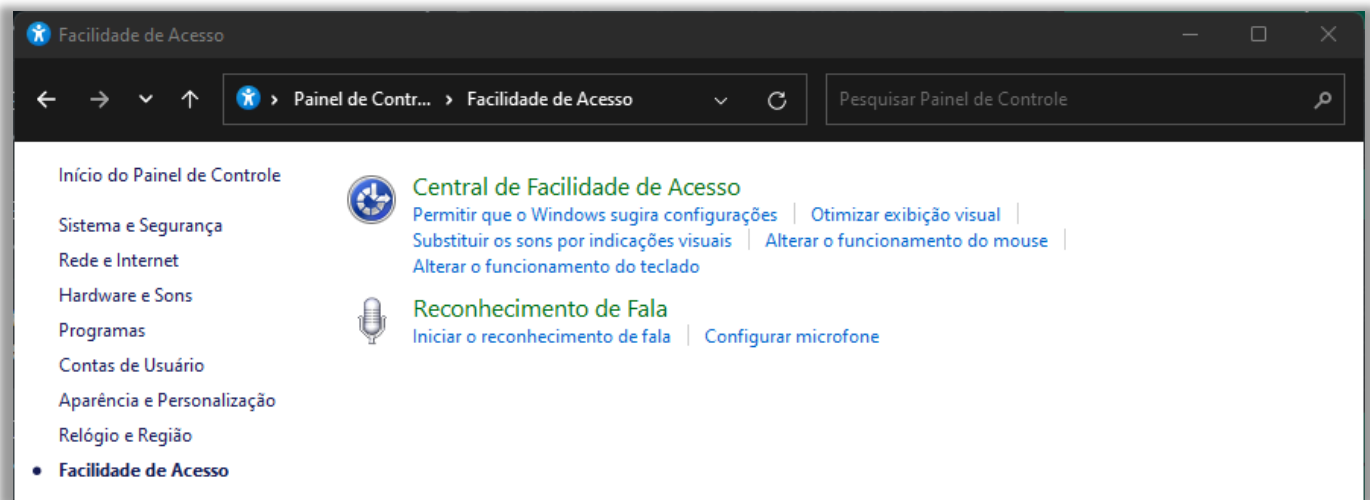 Facilidade de Acesso
Painel de Contr... > Facilidade de Acesso
Pesquisar Painel de Controle
Início do Painel de Controle
Sistema e Segurança
Rede e Internet
Hardware e Sons
Programas
Contas de Usuário
Aparência e Personalização
Relógio e Região
Facilidade de Acesso
Central de Facilidade de Acesso
Permitir que o Windows sugira configurações | Otimizar exibição visual |
Substituir os sons por indicações visuais | Alterar o funcionamento do mouse |
Alterar o funcionamento do teclado
Reconhecimento de Fala
Iniciar o reconhecimento de fala | Configurar microfone